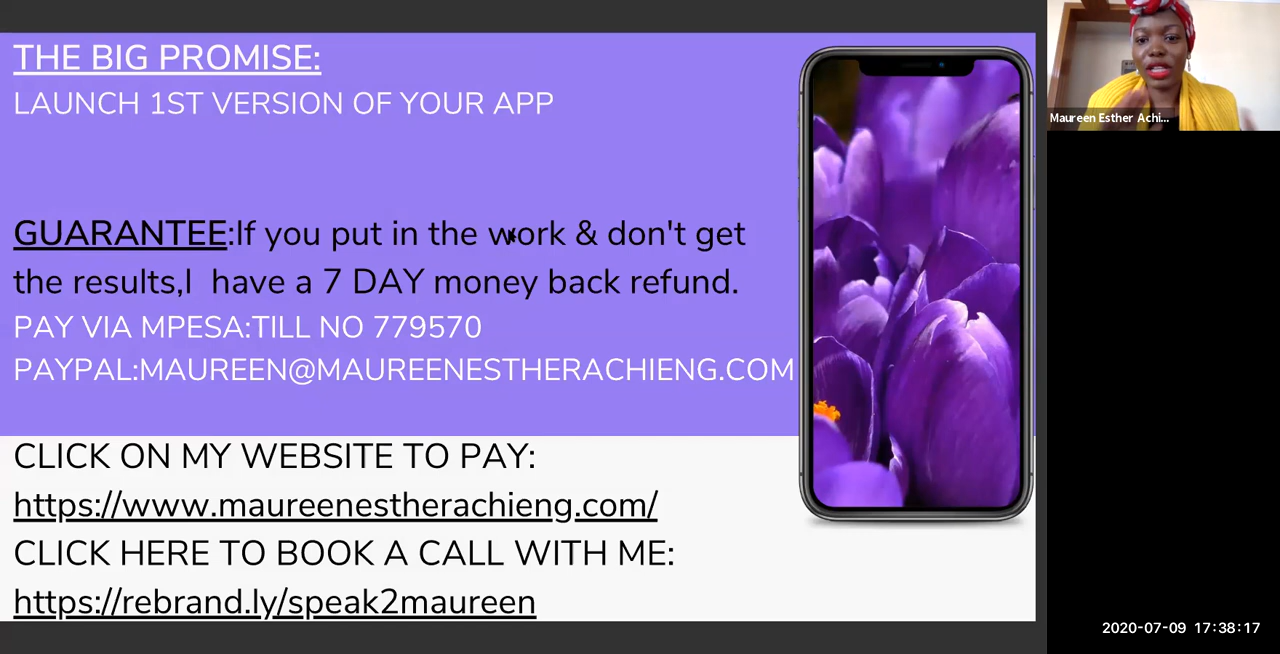 THE BIG PROMISE:
LAUNCH 1ST VERSION OF YOUR APP
GUARANTEE:If you put in the work & don't get
the results,I have a 7 DAY money back refund.
PAY VIA MPESA:TILL NO 779570
PAYPAL:MAUREEN@MAUREENESTHERACHIENG.COM
CLICK ON MY WEBSITE TO PAY:
https://www.maureenestherachieng.com/
CLICK HERE TO BOOK A CALL WITH ME:
https://rebrand.ly/speak2maureen
Maureen Esther Achi...
2020-07-09 17:38:17